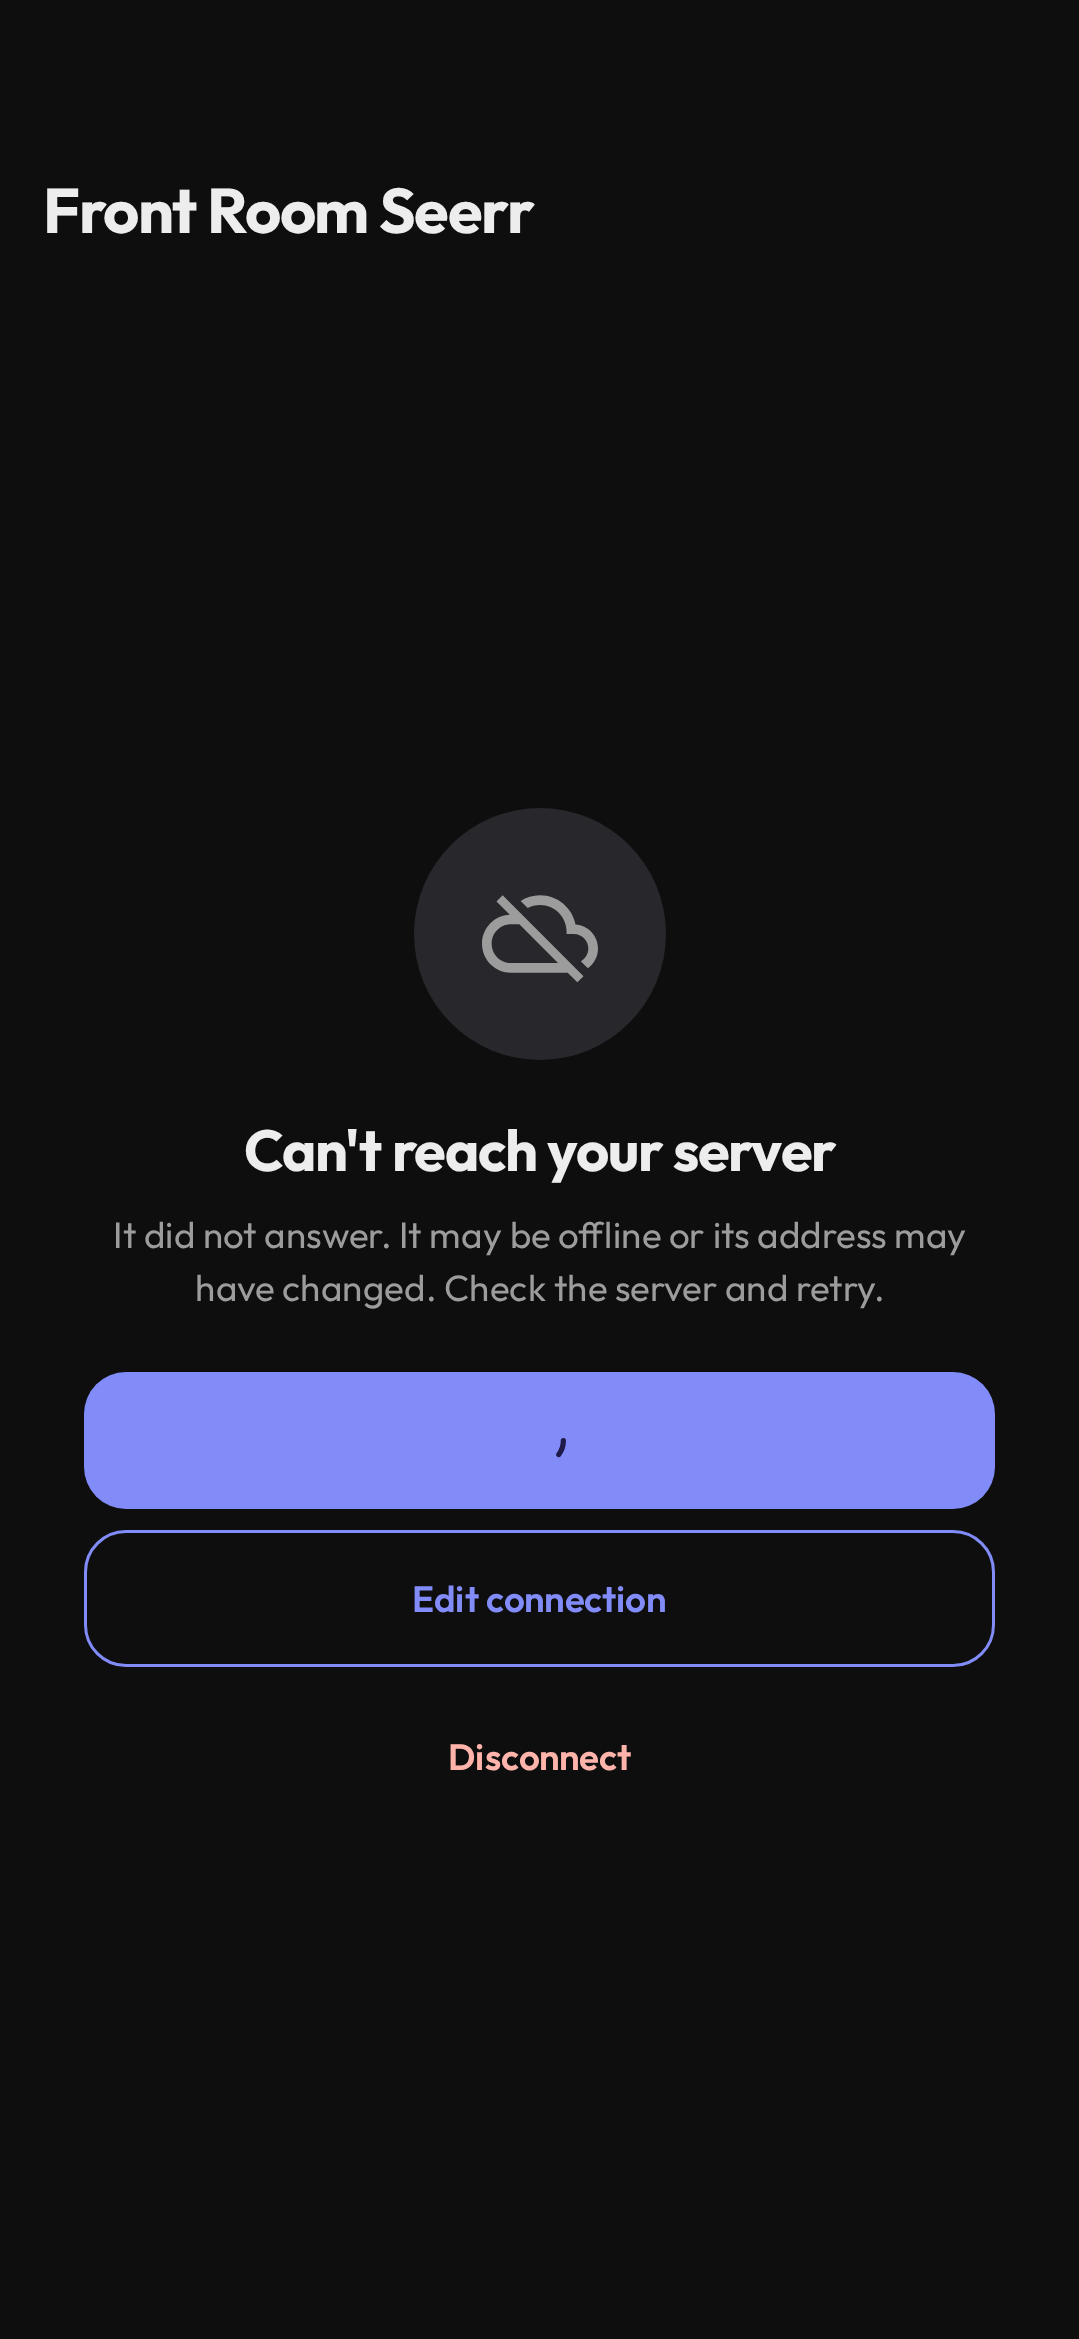 Front Room Seerr
Can't reach your server
It did not answer. It may be offline or its address may
have changed. Check the server and retry.
Edit connection
Disconnect